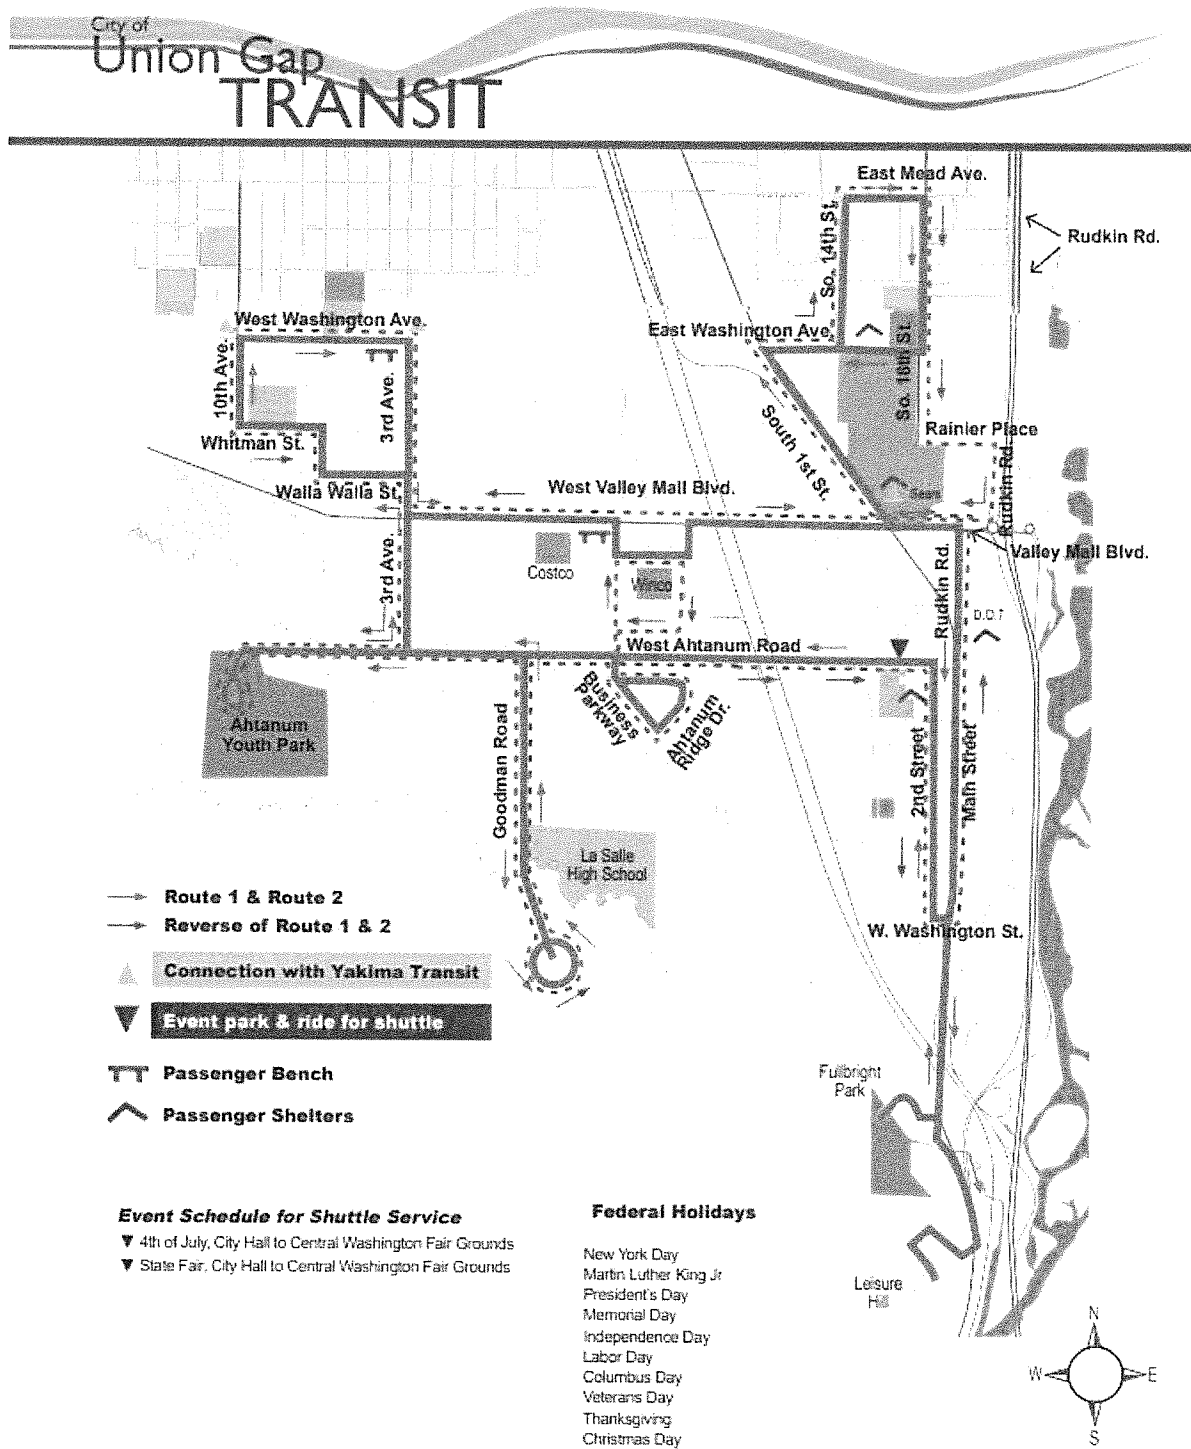 City of
Union Gap
TRANSIT
East Mead Ave.
So. 14th St.
Rudkin Rd.
West Washington Ave.
East Washington Ave.
So. 16th St.
10th Ave.
3rd Ave.
Whitman St.
South 1st St.
Rainier Place
Walla Walla St.
West Valley Mall Blvd.
Sears
Rudkin Rd.
Valley Mall Blvd.
3rd Ave.
Costco
Winco
Rudkin Rd.
West Ahtanum Road
Business
Parkway
Ahtanum
Ridge Dr.
Ahtanum
Youth Park
Goodman Road
2nd Street
Main Street
La Salle
High School
Route 1 & Route 2
Reverse of Route 1 & 2
W. Washington St.
Connection with Yakima Transit
Event park & ride for shuttle
Passenger Bench
Passenger Shelters
Fullbright
Park
Event Schedule for Shuttle Service
▼ 4th of July, City Hall to Central Washington Fair Grounds
▼ State Fair, City Hall to Central Washington Fair Grounds
Federal Holidays
New York Day
Martin Luther King Jr
President's Day
Memorial Day
Independence Day
Labor Day
Columbus Day
Veterans Day
Thanksgiving
Christmas Day
Leisure
Hill
N
W
E
S